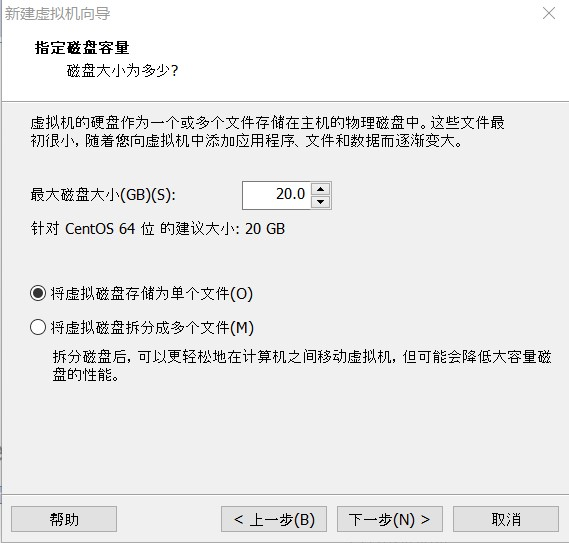 新建虚拟机向导
指定磁盘容量
磁盘大小为多少?
虚拟机的硬盘作为一个或多个文件存储在主机的物理磁盘中。这些文件最
初很小，随着您向虚拟机中添加应用程序、文件和数据而逐渐变大。
最大磁盘大小(GB)(S): 20.0
针对 CentOS 64 位 的建议大小: 20 GB
将虚拟磁盘存储为单个文件(O)
将虚拟磁盘拆分成多个文件(M)
拆分磁盘后，可以更轻松地在计算机之间移动虚拟机，但可能会降低大容量磁
盘的性能。
帮助 < 上一步(B) 下一步(N) > 取消